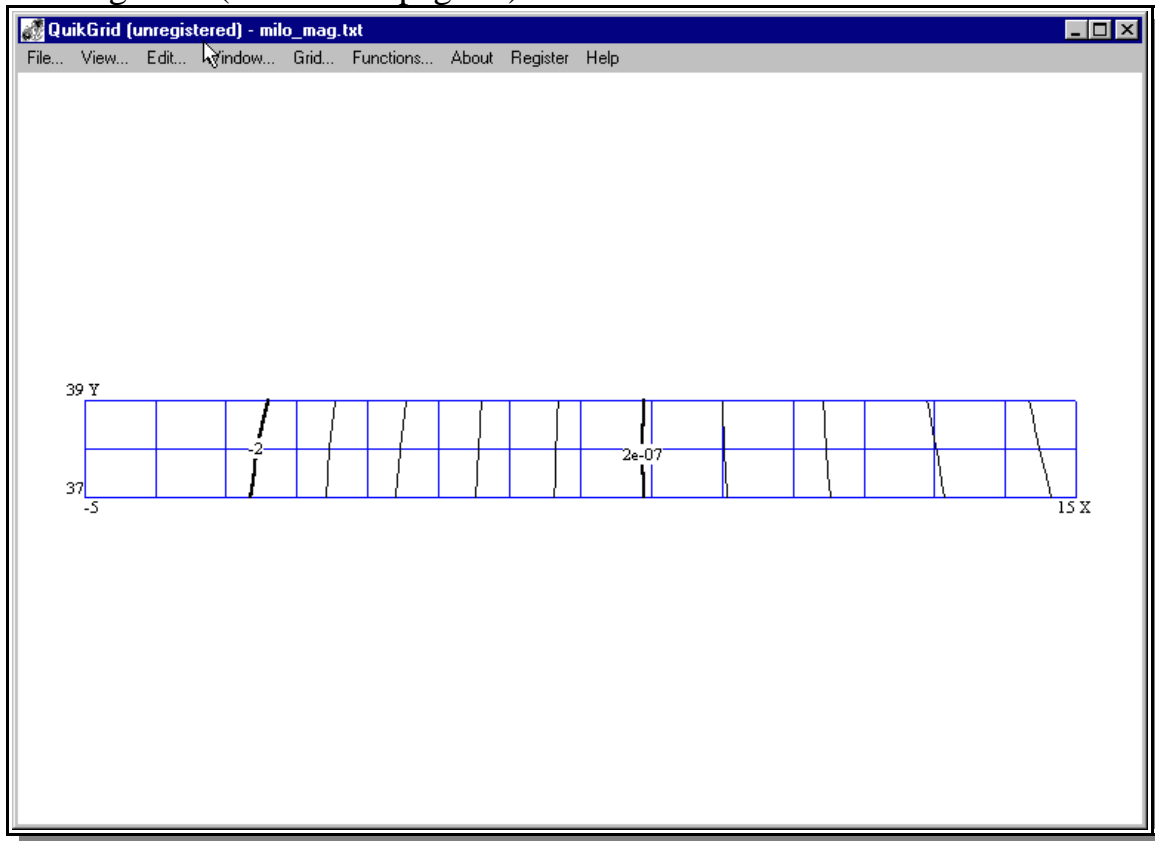 QuikGrid (unregistered) - milo_mag.txt
File... View... Edit... Window... Grid... Functions... About Register Help
39 Y
-2
2e-07
37
-5
15 X